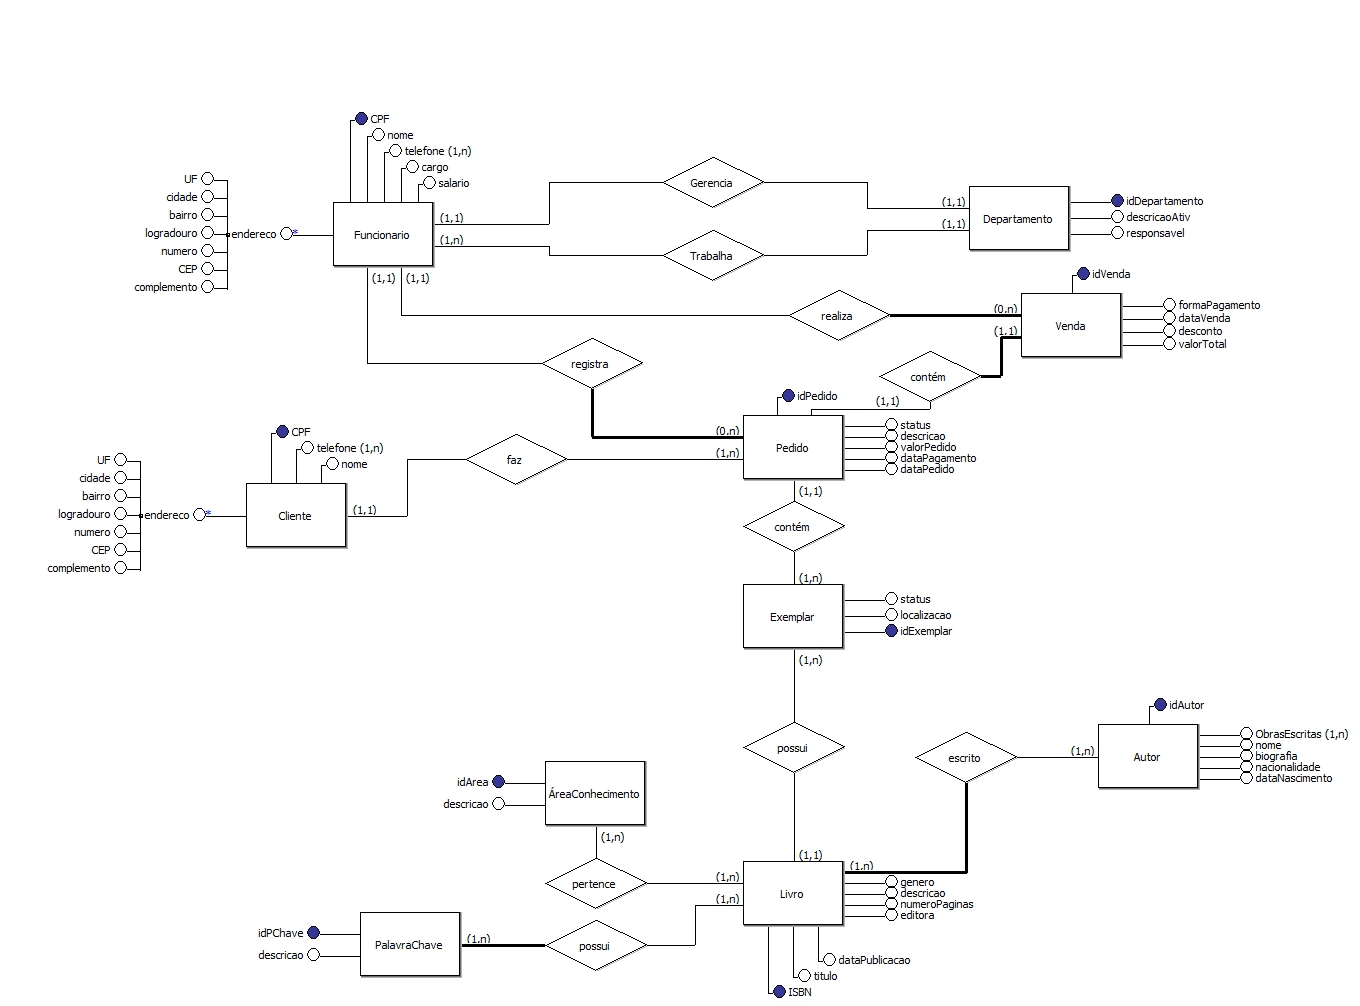 CPF
nome
telefone (1,n)
cargo
salario
UF
cidade
bairro
logradouro
numero
CEP
complemento
endereco
*
Funcionario
(1,1)
(1,n)
(1,1)
(1,1)
Gerencia
Trabalha
(1,1)
(1,1)
Departamento
idDepartamento
descricaoAtiv
responsavel
idVenda
realiza
(0,n)
(1,1)
Venda
formaPagamento
dataVenda
desconto
valorTotal
registra
contém
(1,1)
idPedido
(0,n)
(1,n)
Pedido
status
descricao
valorPedido
dataPagamento
dataPedido
CPF
telefone (1,n)
nome
UF
cidade
bairro
logradouro
numero
CEP
complemento
endereco
*
Cliente
(1,1)
faz
(1,1)
contém
(1,n)
Exemplar
status
localizacao
idExemplar
(1,n)
possui
(1,1)
idAutor
escrito
(1,n)
Autor
ObrasEscritas (1,n)
nome
biografia
nacionalidade
dataNascimento
idArea
descricao
ÁreaConhecimento
(1,n)
pertence
(1,n)
(1,n)
(1,n)
Livro
genero
descricao
numeroPaginas
editora
idPChave
descricao
PalavraChave
(1,n)
possui
dataPublicacao
titulo
ISBN